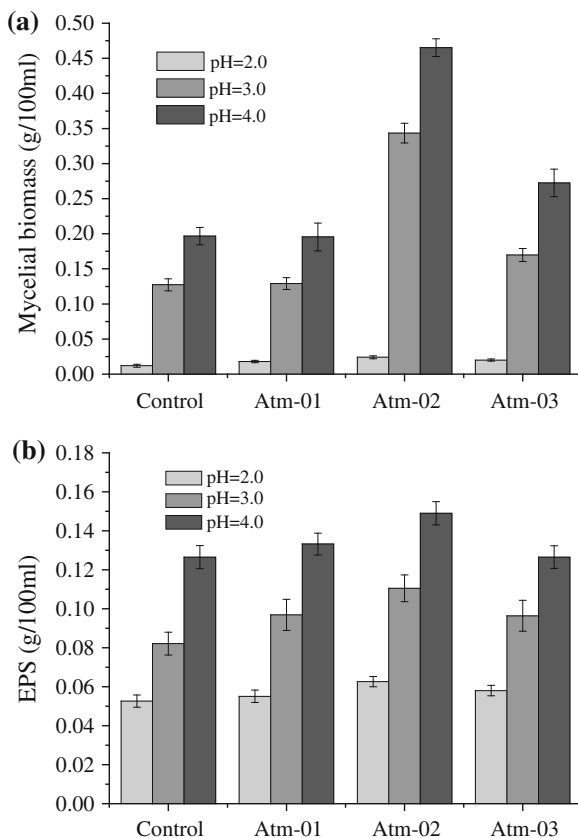 (a)
0.50
0.45
0.40
0.35
0.30
0.25
0.20
0.15
0.10
0.05
0.00
Mycelial biomass (g/100ml)
pH=2.0
pH=3.0
pH=4.0
Control Atm-01 Atm-02 Atm-03
(b)
0.18
0.16
0.14
0.12
0.10
0.08
0.06
0.04
0.02
0.00
EPS (g/100ml)
pH=2.0
pH=3.0
pH=4.0
Control Atm-01 Atm-02 Atm-03